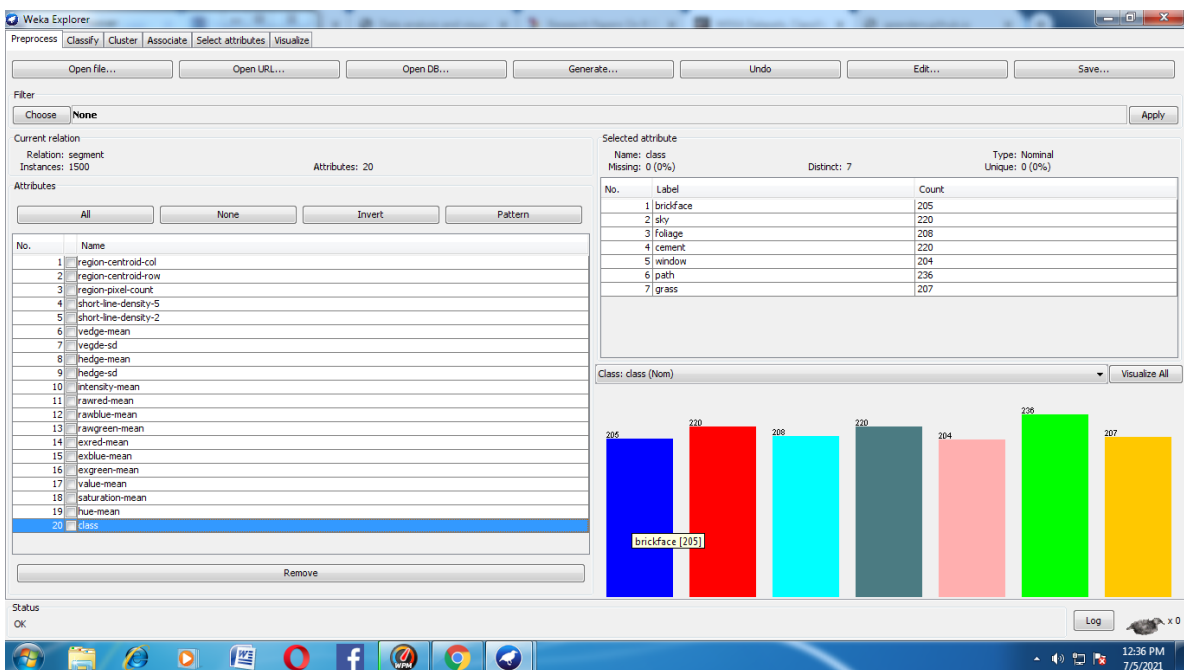 Weka Explorer
Preprocess Classify Cluster Associate Select attributes Visualize
Open file... Open URL... Open DB... Generate... Undo Edit... Save...
Filter
Choose None Apply
Current relation
Relation: segment
Instances: 1500 Attributes: 20
Attributes
All None Invert Pattern
No. Name
1 region-centroid-col
2 region-centroid-row
3 region-pixel-count
4 short-line-density-5
5 short-line-density-2
6 vedge-mean
7 vegde-sd
8 hedge-mean
9 hedge-sd
10 intensity-mean
11 rawred-mean
12 rawblue-mean
13 rawgreen-mean
14 exred-mean
15 exblue-mean
16 exgreen-mean
17 value-mean
18 saturation-mean
19 hue-mean
20 class
Remove
Selected attribute
Name: class Type: Nominal
Missing: 0 (0%) Distinct: 7 Unique: 0 (0%)
No. Label Count
1 brickface 205
2 sky 220
3 foliage 208
4 cement 220
5 window 204
6 path 236
7 grass 207
Class: class (Nom) Visualize All
205 220 208 220 204 236 207
brickface [205]
Status
OK
Log x 0
WPM
12:36 PM
7/5/2021